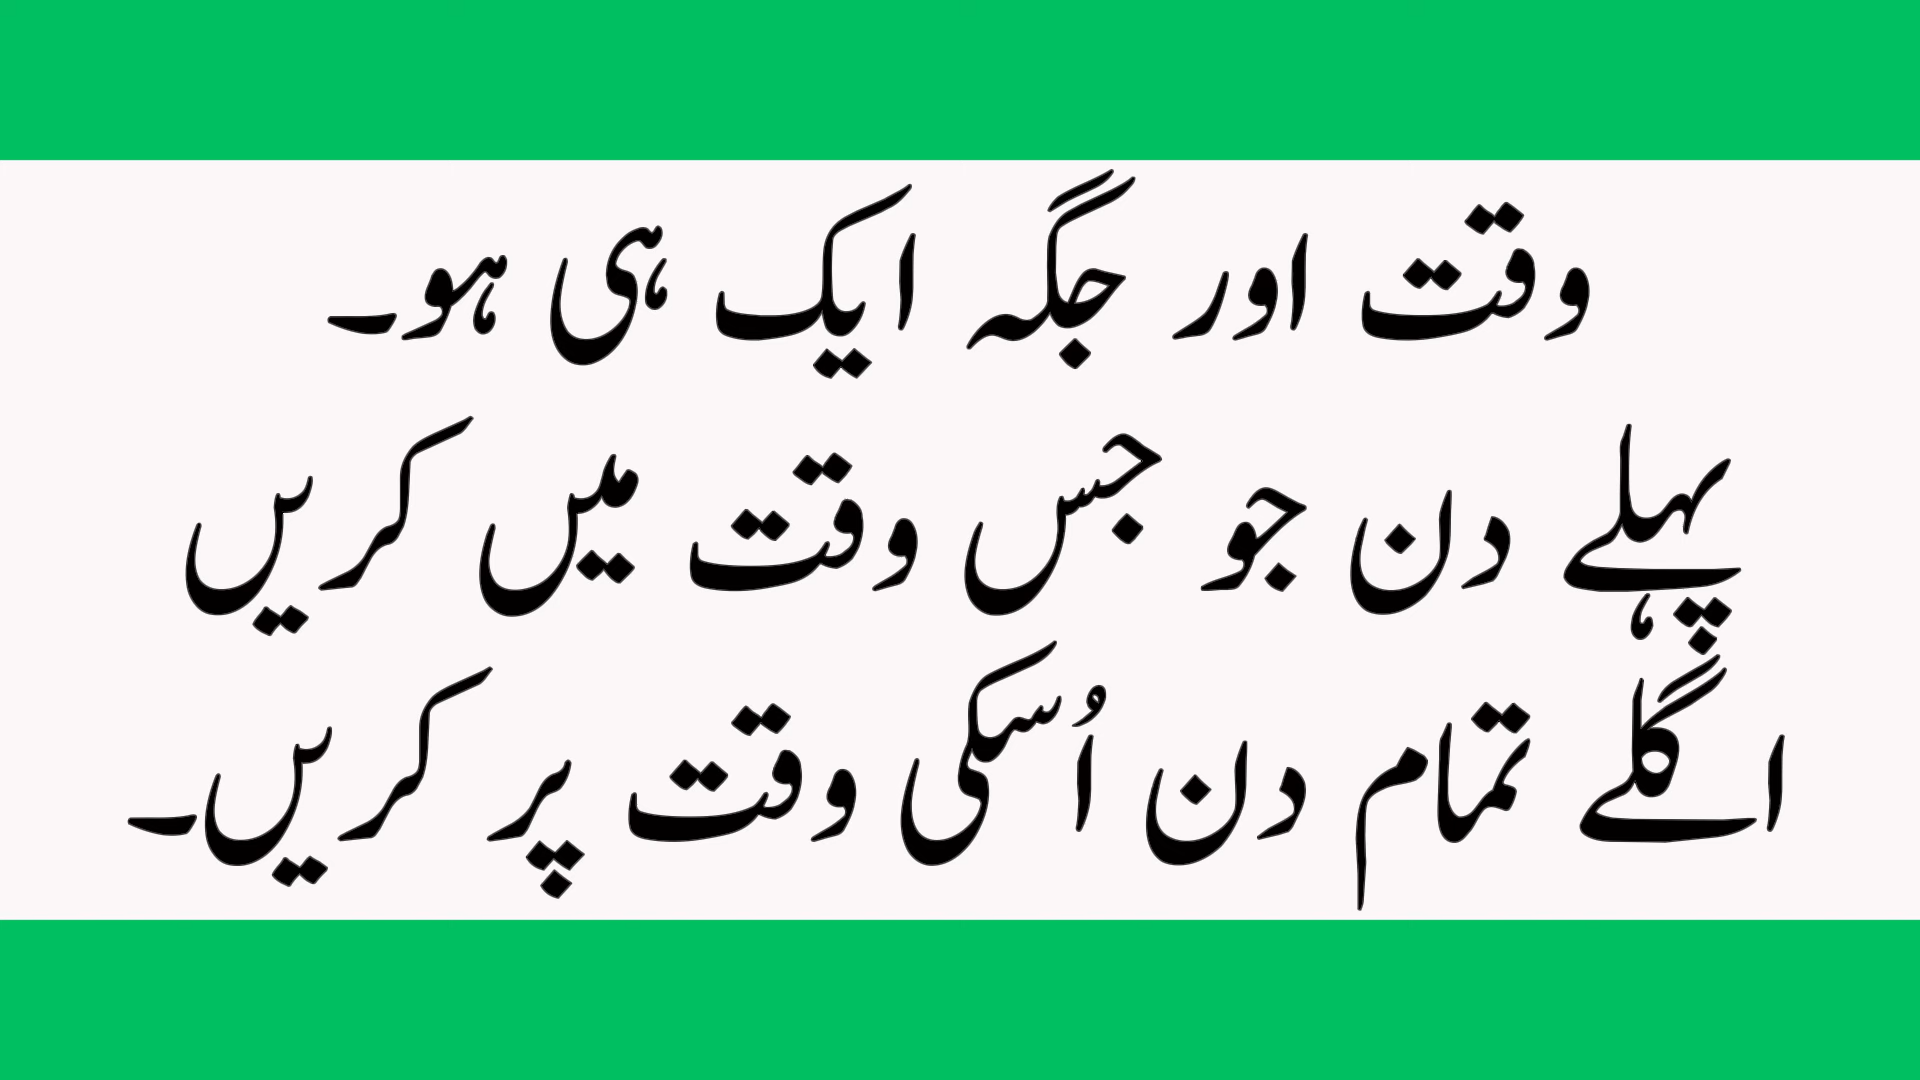 وقت اور جگہ ایک ہی ہو۔
پہلے دن جو جس وقت میں کریں
اگلے تمام دن اُسکی وقت پر کریں۔